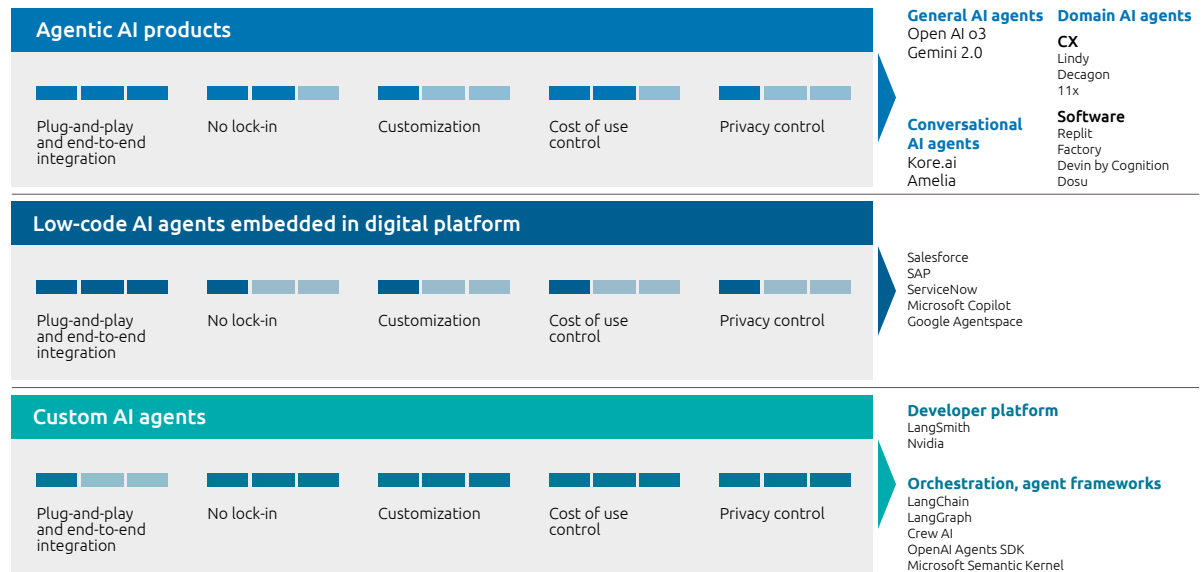 Agentic AI products
Plug-and-play
and end-to-end
integration
No lock-in
Customization
Cost of use
control
Privacy control
General AI agents
Open AI o3
Gemini 2.0
Conversational
AI agents
Kore.ai
Amelia
Domain AI agents
CX
Lindy
Decagon
11x
Software
Replit
Factory
Devin by Cognition
Dosu
Low-code AI agents embedded in digital platform
Plug-and-play
and end-to-end
integration
No lock-in
Customization
Cost of use
control
Privacy control
Salesforce
SAP
ServiceNow
Microsoft Copilot
Google Agentspace
Custom AI agents
Plug-and-play
and end-to-end
integration
No lock-in
Customization
Cost of use
control
Privacy control
Developer platform
LangSmith
Nvidia
Orchestration, agent frameworks
LangChain
LangGraph
Crew AI
OpenAI Agents SDK
Microsoft Semantic Kernel